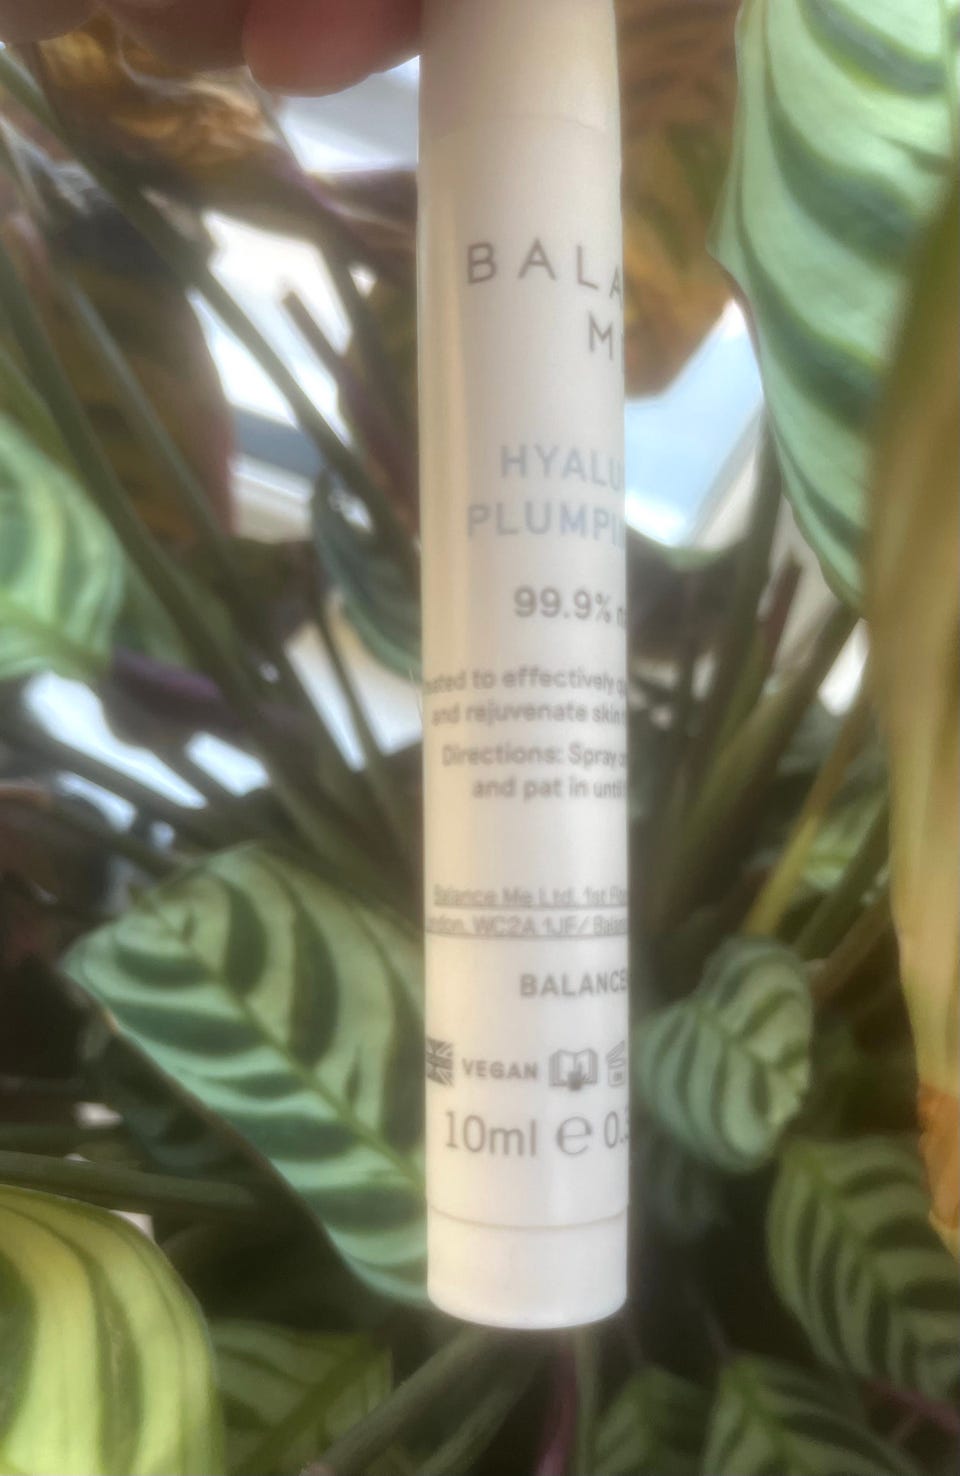 BALA
M
HYALU
PLUMPI
99.9%
to effectively
and rejuvenate skin
Directions: Spray
and pat in until
Balance Me Ltd. 1st
WC2A 1JF/
BALANCE
VEGAN
10ml e 0.3